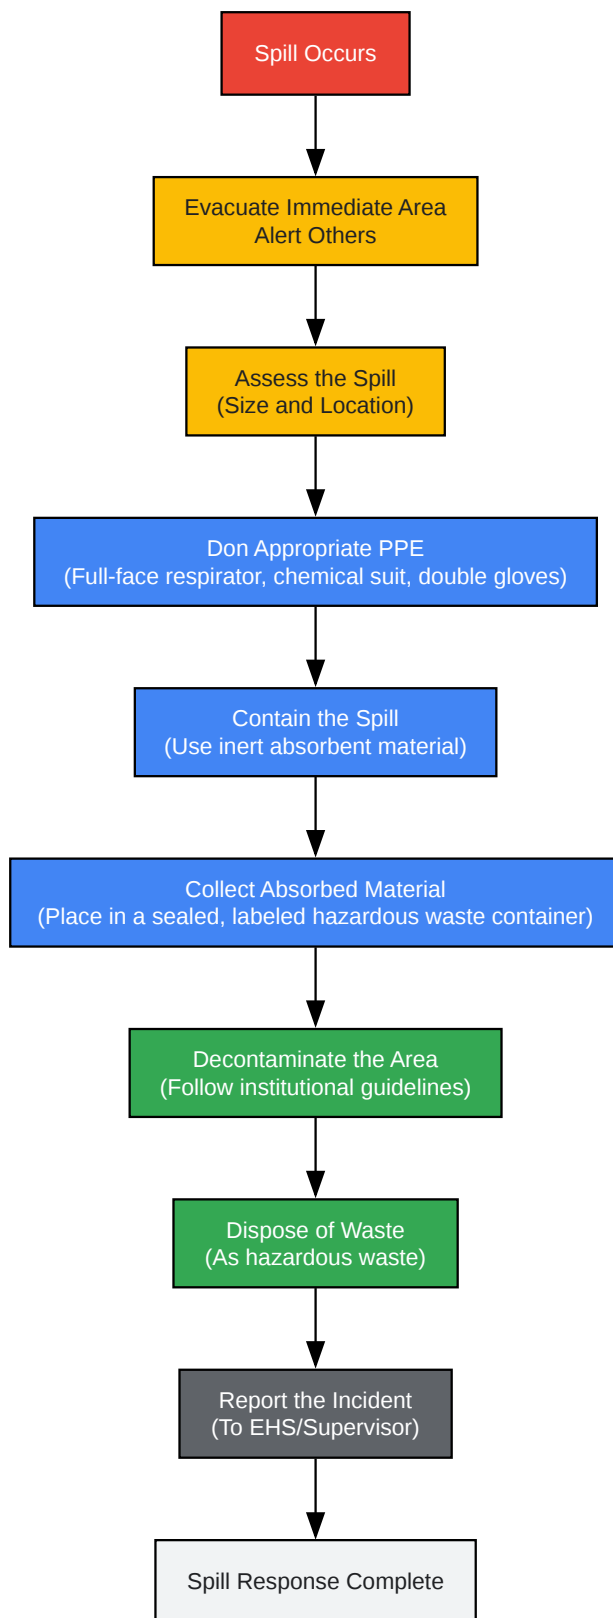 Spill Occurs
Evacuate Immediate Area
Alert Others
Assess the Spill
(Size and Location)
Don Appropriate PPE
(Full-face respirator, chemical suit, double gloves)
Contain the Spill
(Use inert absorbent material)
Collect Absorbed Material
(Place in a sealed, labeled hazardous waste container)
Decontaminate the Area
(Follow institutional guidelines)
Dispose of Waste
(As hazardous waste)
Report the Incident
(To EHS/Supervisor)
Spill Response Complete